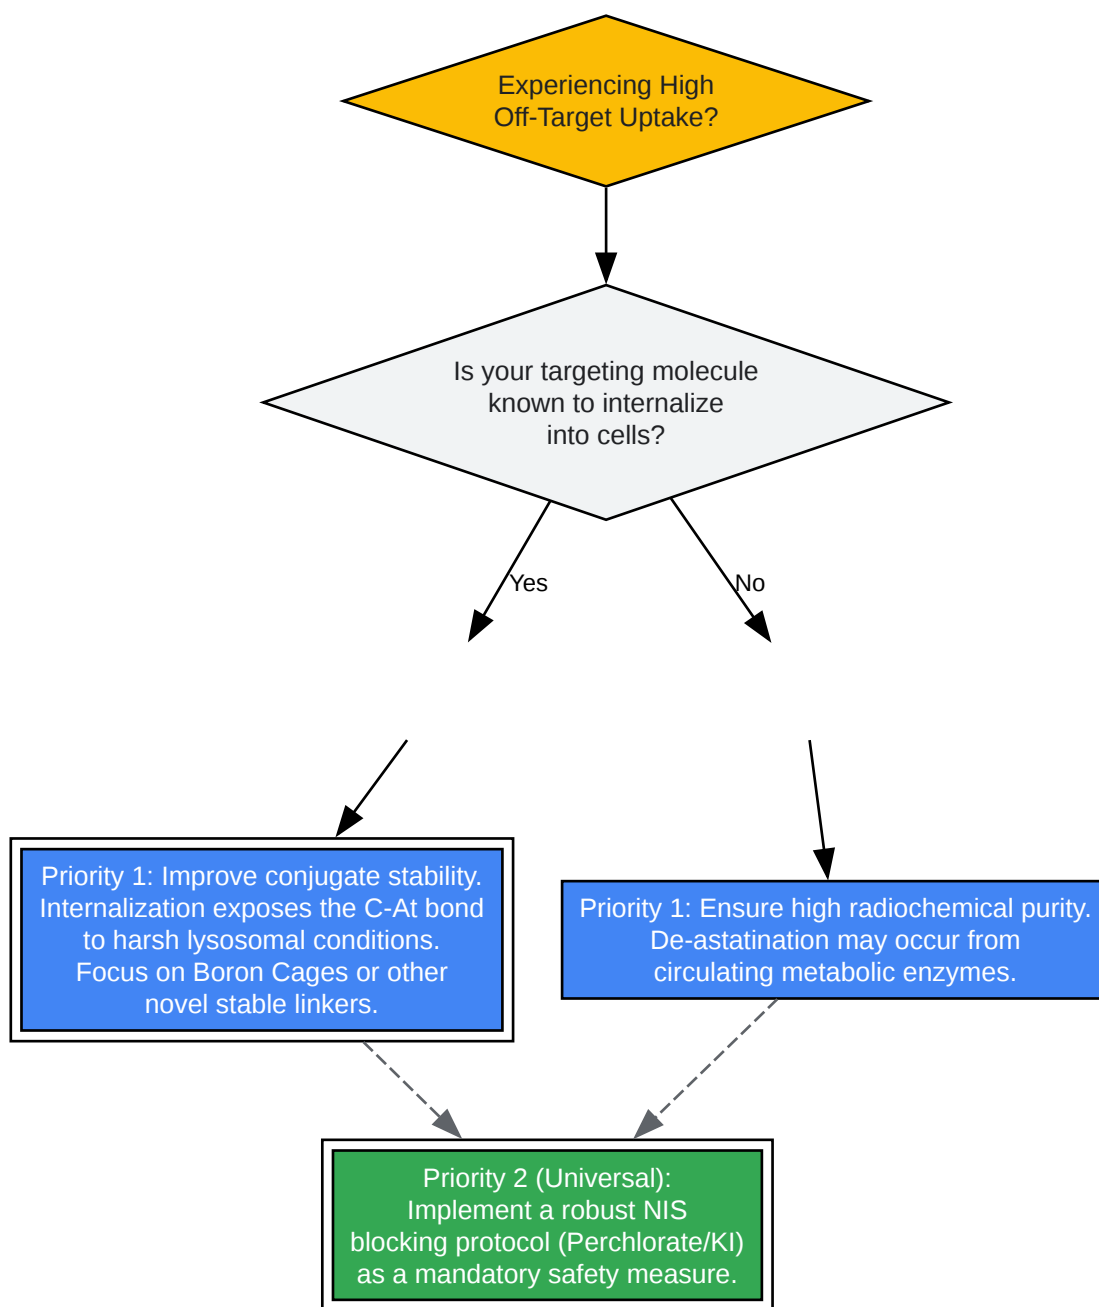 Experiencing High
Off-Target Uptake?
Is your targeting molecule
known to internalize
into cells?
Yes
No
Priority 1: Improve conjugate stability.
Internalization exposes the C-At bond
to harsh lysosomal conditions.
Focus on Boron Cages or other
novel stable linkers.
Priority 1: Ensure high radiochemical purity.
De-astatination may occur from
circulating metabolic enzymes.
Priority 2 (Universal):
Implement a robust NIS
blocking protocol (Perchlorate/KI)
as a mandatory safety measure.